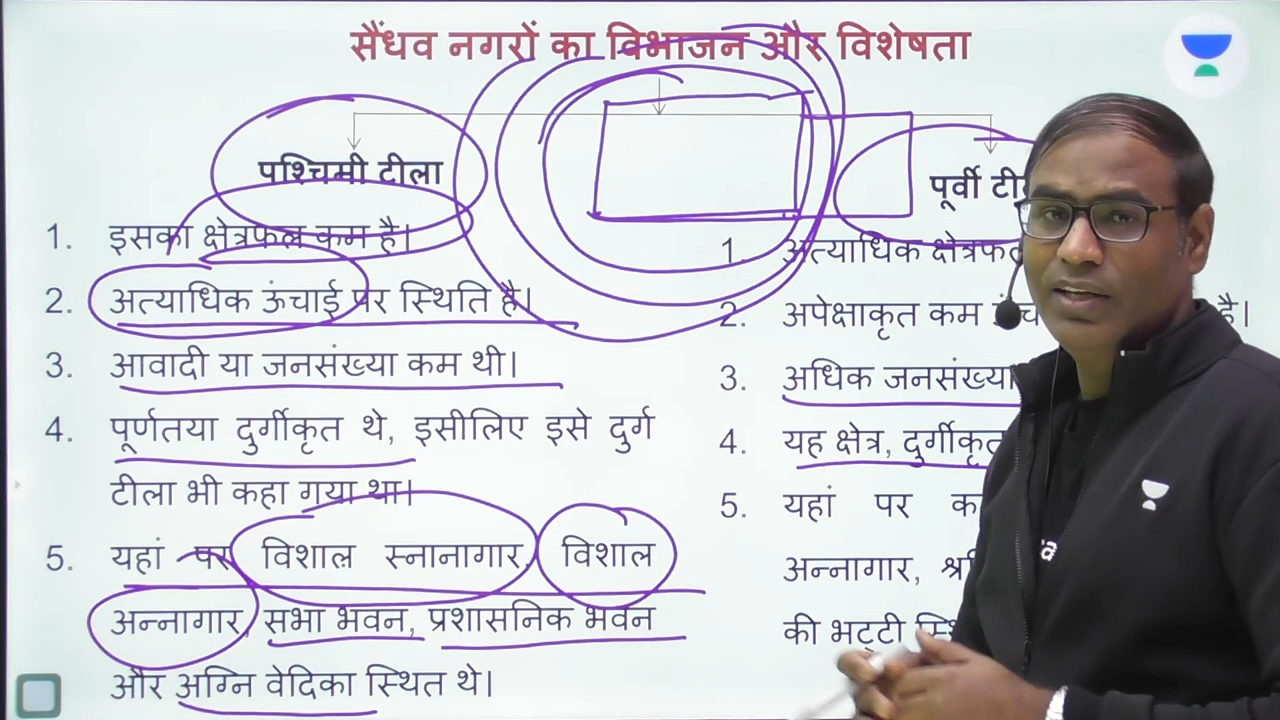 सैंधव नगरों का विभाजन और विशेषता
पश्चिमी टीला
1. इसका क्षेत्रफल कम है।
2. अत्याधिक ऊंचाई पर स्थिति है।
3. आवादी या जनसंख्या कम थी।
4. पूर्णतया दुर्गीकृत थे, इसीलिए इसे दुर्ग
टीला भी कहा गया था।
5. यहां पर विशाल स्नानागार, विशाल
अन्नागार, सभा भवन, प्रशासनिक भवन
और अग्नि वेदिका स्थित थे।
पूर्वी
1. अत्याधिक
2. अपेक्षाकृत कम है।
3. अधिक जनसंख्या
4. यह क्षेत्र, दुर्गीकृत
5. यहां पर
अन्नागार,
की भट्टी